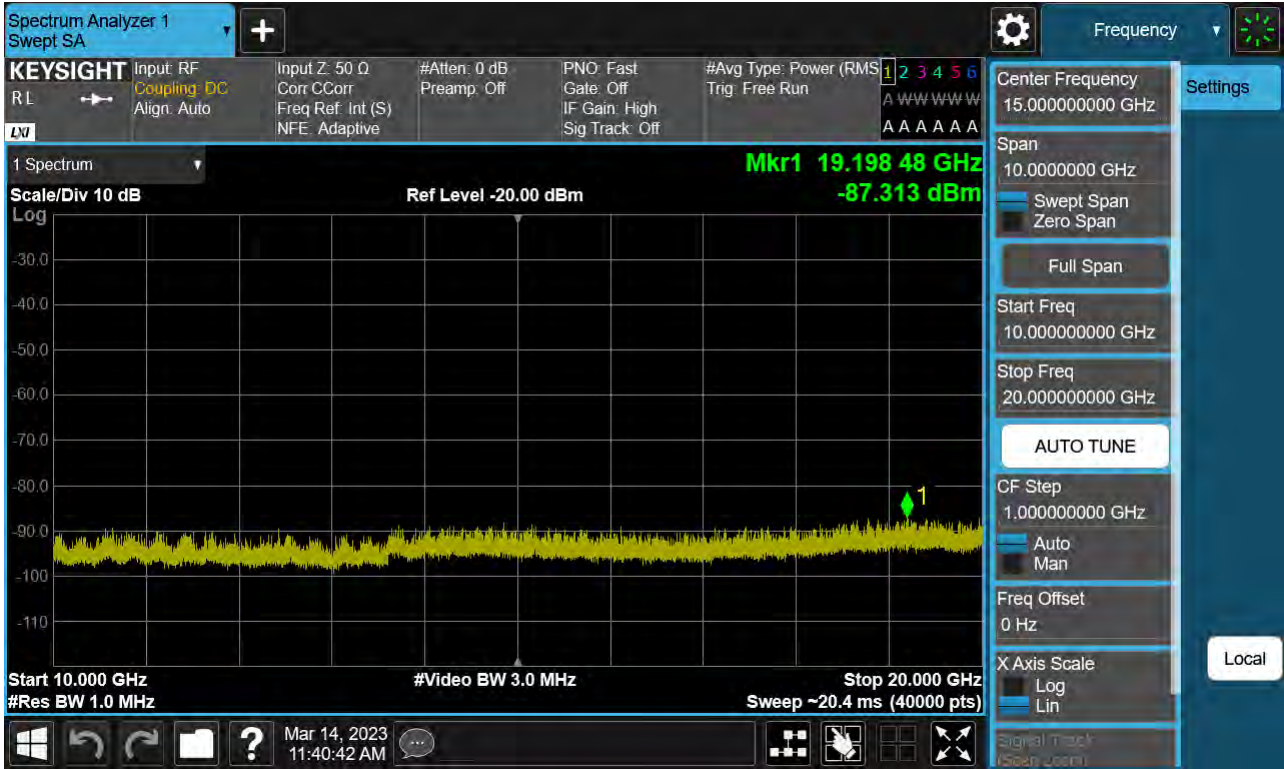 Spectrum Analyzer 1
Swept SA
+
Frequency
KEYSIGHT
R L
LXI
Input: RF
Coupling: DC
Align: Auto
Input Z: 50 Ω
Corr CCorr
Freq Ref: Int (S)
NFE: Adaptive
#Atten: 0 dB
Preamp: Off
PNO: Fast
Gate: Off
IF Gain: High
Sig Track: Off
#Avg Type: Power (RMS
Trig: Free Run
1 2 3 4 5 6
A W W W W W
A A A A A A
1 Spectrum
Scale/Div 10 dB
Ref Level -20.00 dBm
Mkr1 19.198 48 GHz
-87.313 dBm
Log
-30.0
-40.0
-50.0
-60.0
-70.0
-80.0
-90.0
-100
-110
1
Start 10.000 GHz
#Video BW 3.0 MHz
Stop 20.000 GHz
#Res BW 1.0 MHz
Sweep ~20.4 ms (40000 pts)
Center Frequency
15.000000000 GHz
Span
10.0000000 GHz
Swept Span
Zero Span
Full Span
Start Freq
10.000000000 GHz
Stop Freq
20.000000000 GHz
AUTO TUNE
CF Step
1.000000000 GHz
Auto
Man
Freq Offset
0 Hz
X Axis Scale
Log
Lin
Signal Track
(Span Zoom)
Settings
Local
?
Mar 14, 2023
11:40:42 AM